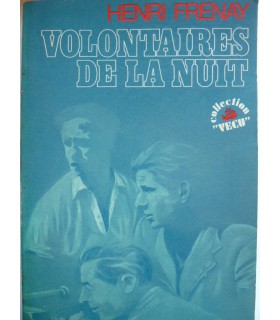 HENRI FRENAY
VOLONTAIRES
DE LA NUIT
collection
"VECU"